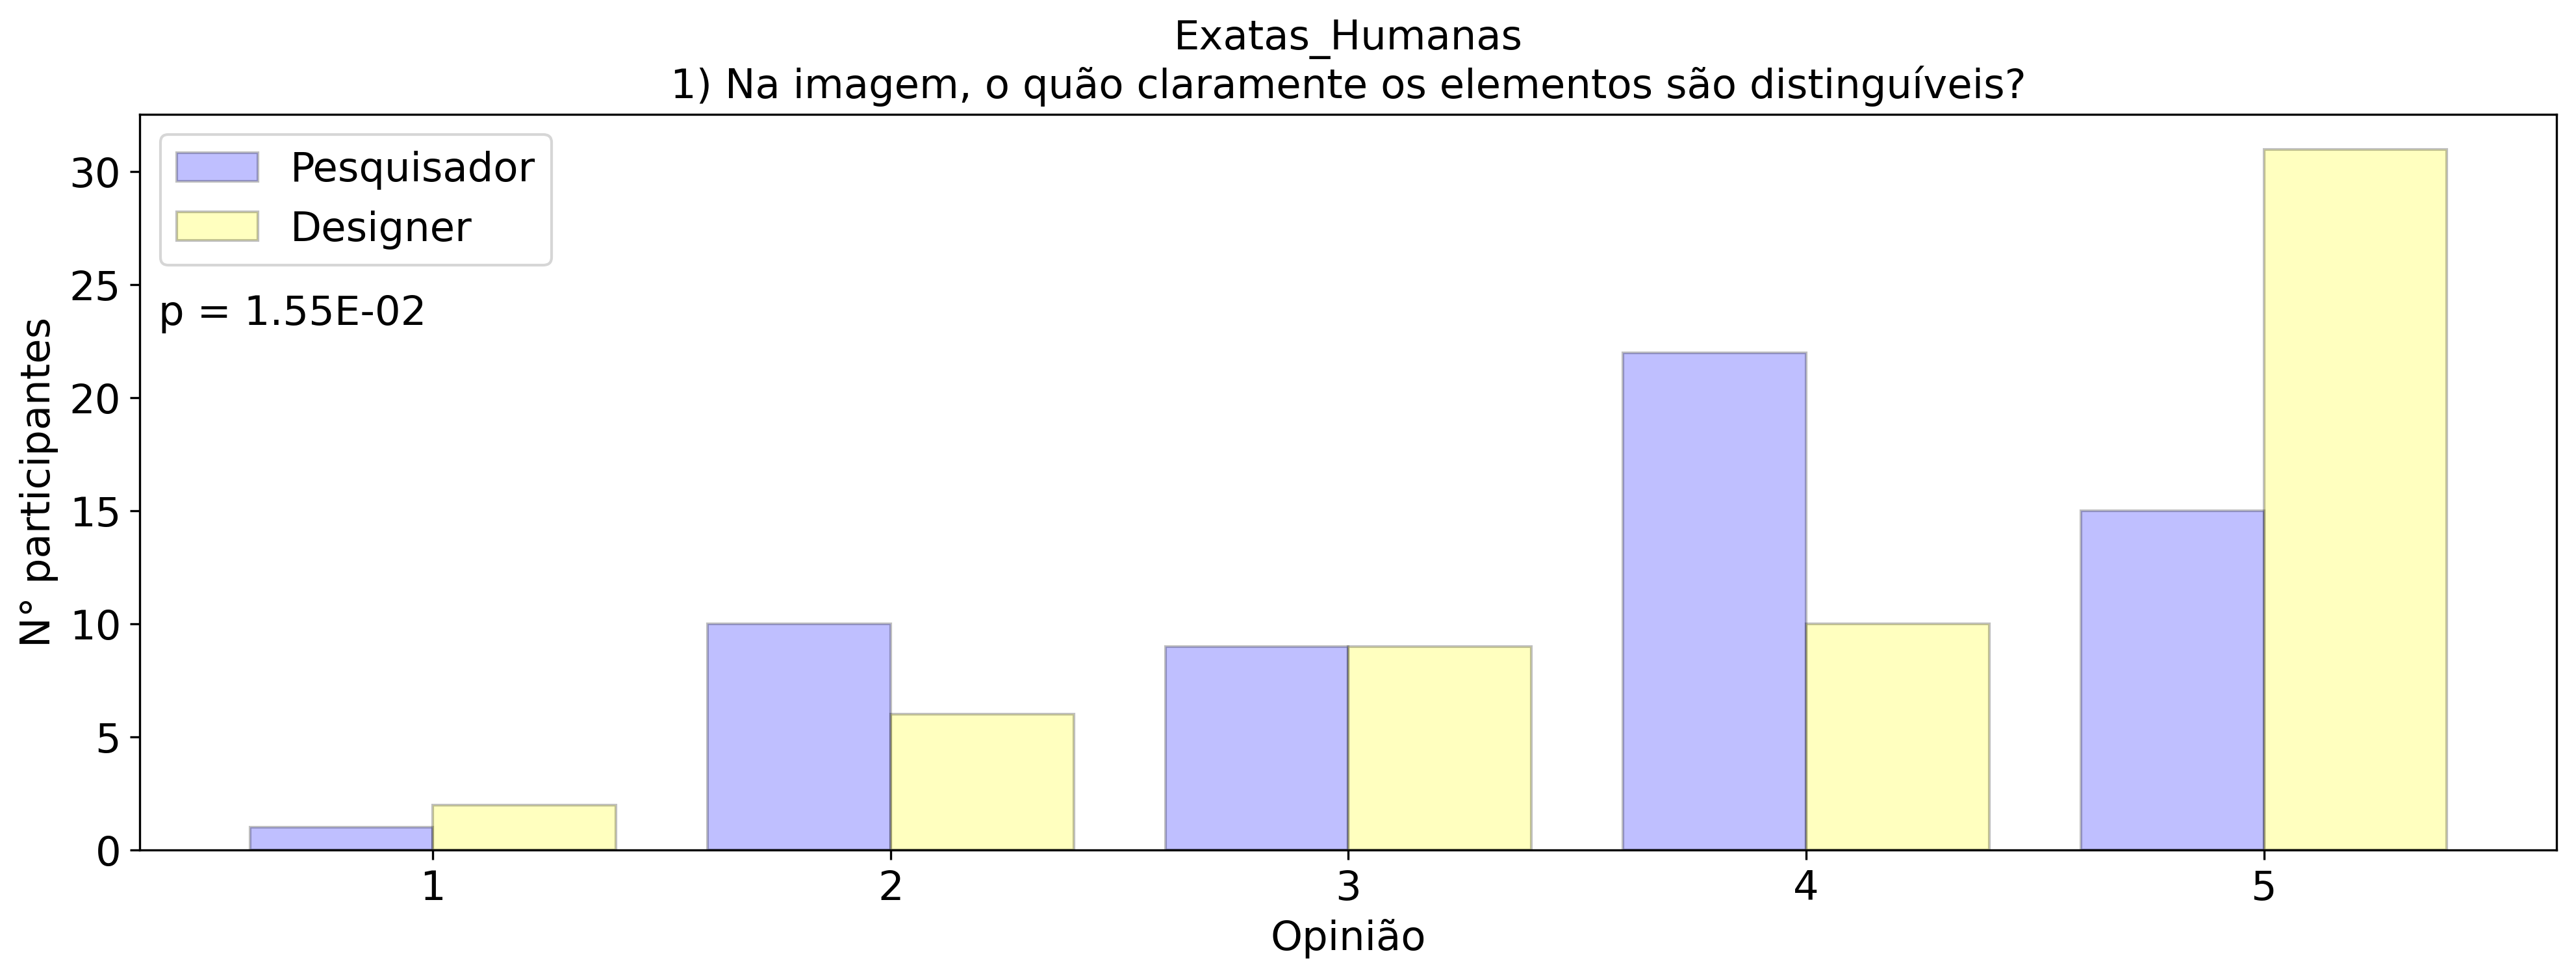 Exatas_Humanas
1) Na imagem, o quão claramente os elementos são distinguíveis?
Pesquisador
Designer
p = 1.55E-02
N° participantes
30
25
20
15
10
5
0
1 2 3 4 5
Opinião